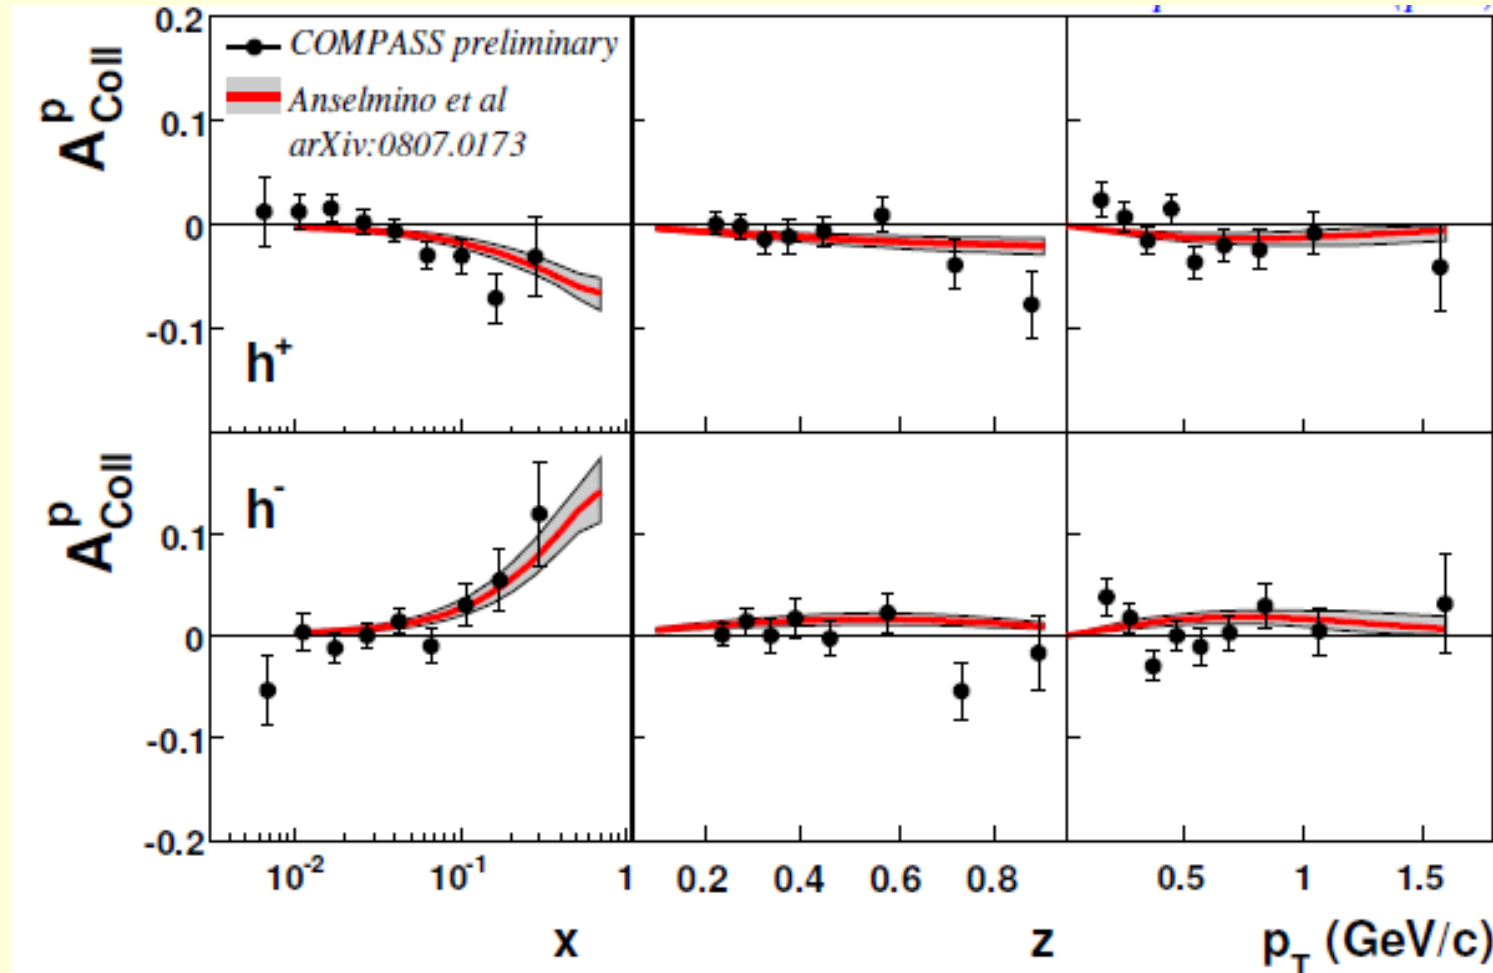 0.2
COMPASS preliminary
Anselmino et al
arXiv:0807.0173
A^p_Coll
0.1
0
-0.1
h^+
A^p_Coll
h^-
0.1
0
-0.1
-0.2
10^-2 10^-1 1 0.2 0.4 0.6 0.8 0.5 1 1.5
x z p_T (GeV/c)